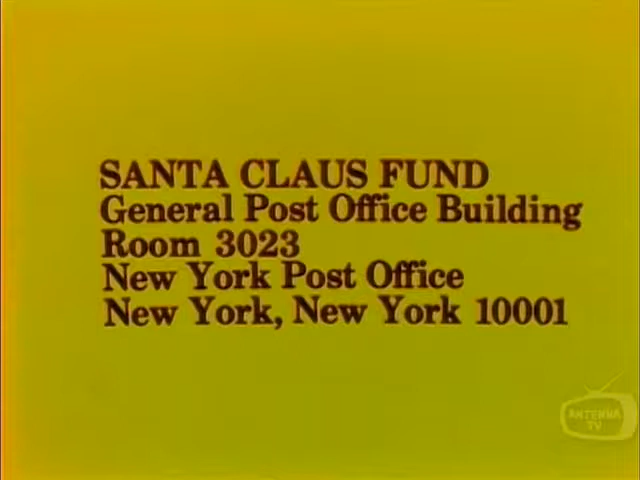 SANTA CLAUS FUND
General Post Office Building
Room 3023
New York Post Office
New York, New York 10001
ANTENNA
TV